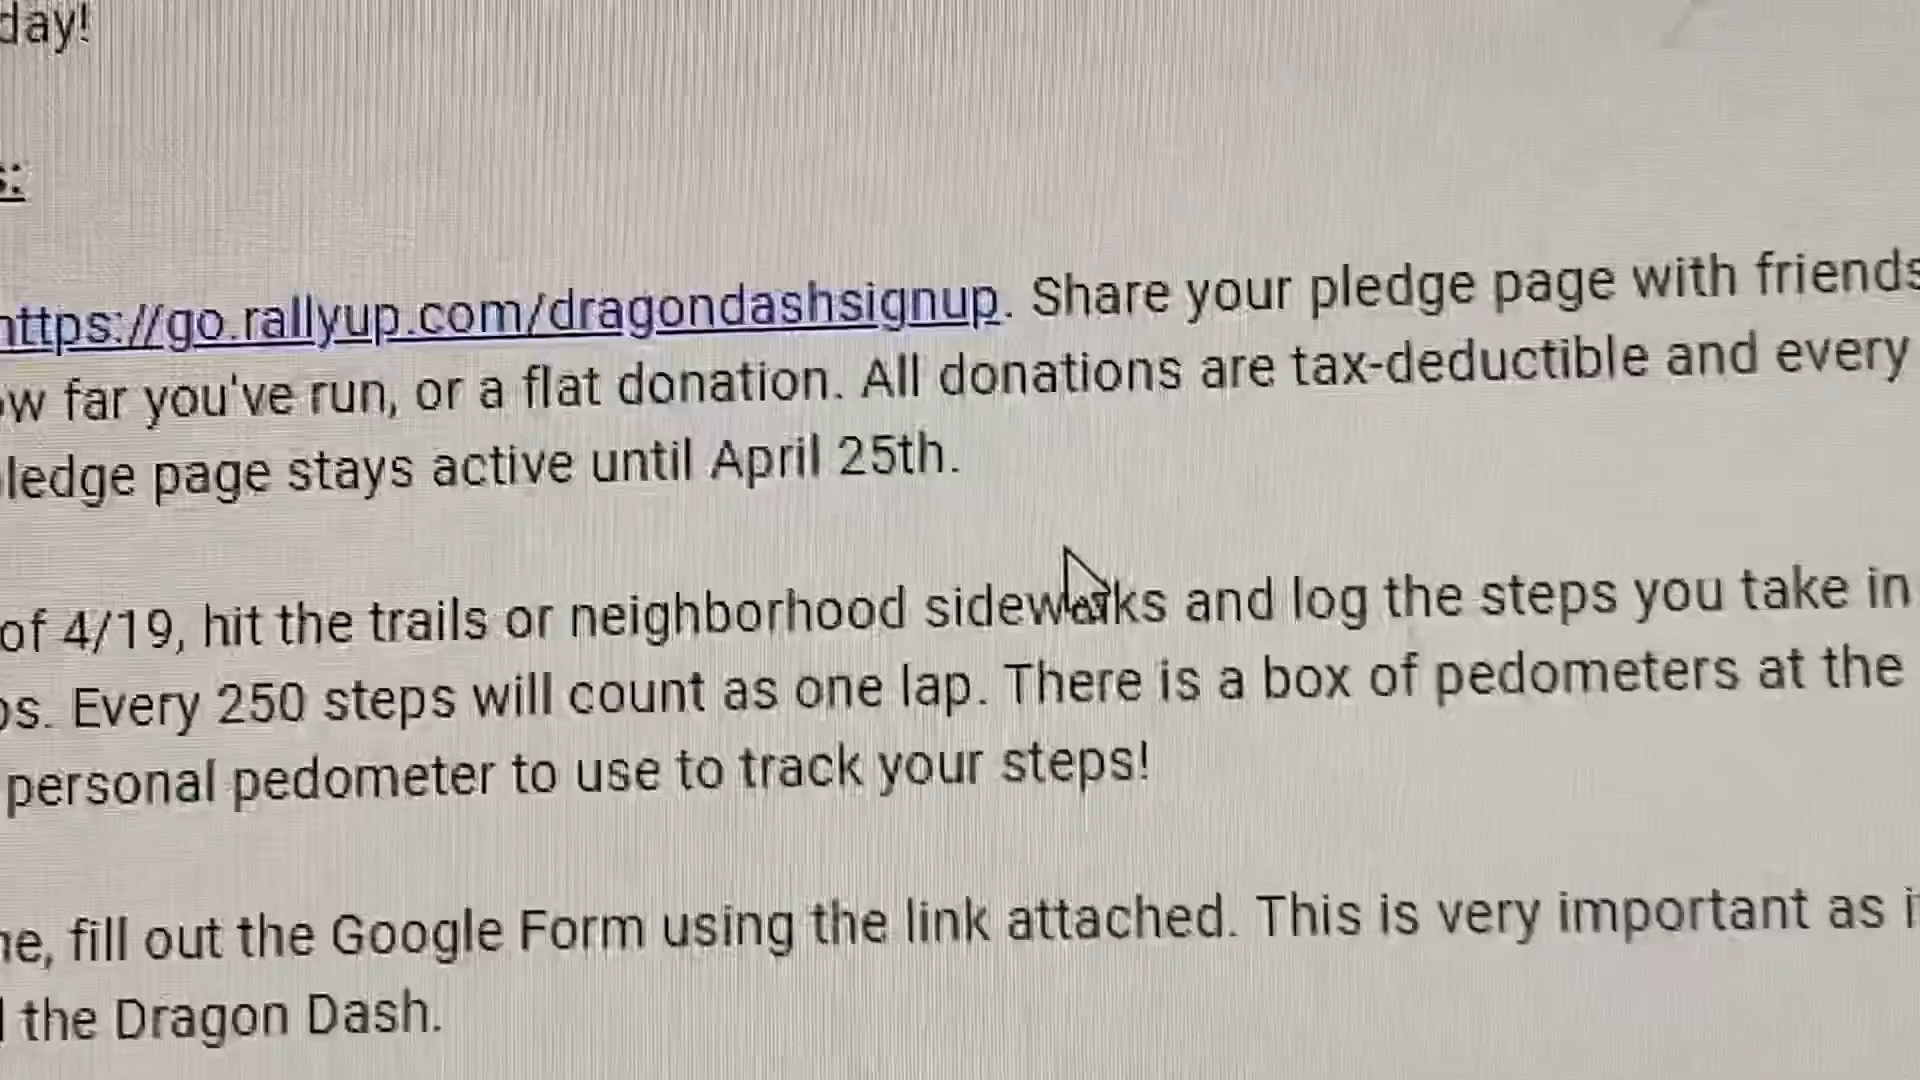 day!
s:
https://go.rallyup.com/dragondashsignup. Share your pledge page with friends
ow far you've run, or a flat donation. All donations are tax-deductible and every
ledge page stays active until April 25th.
of 4/19, hit the trails or neighborhood sidewalks and log the steps you take in
ps. Every 250 steps will count as one lap. There is a box of pedometers at the
personal pedometer to use to track your steps!
ne, fill out the Google Form using the link attached. This is very important as i
the Dragon Dash.